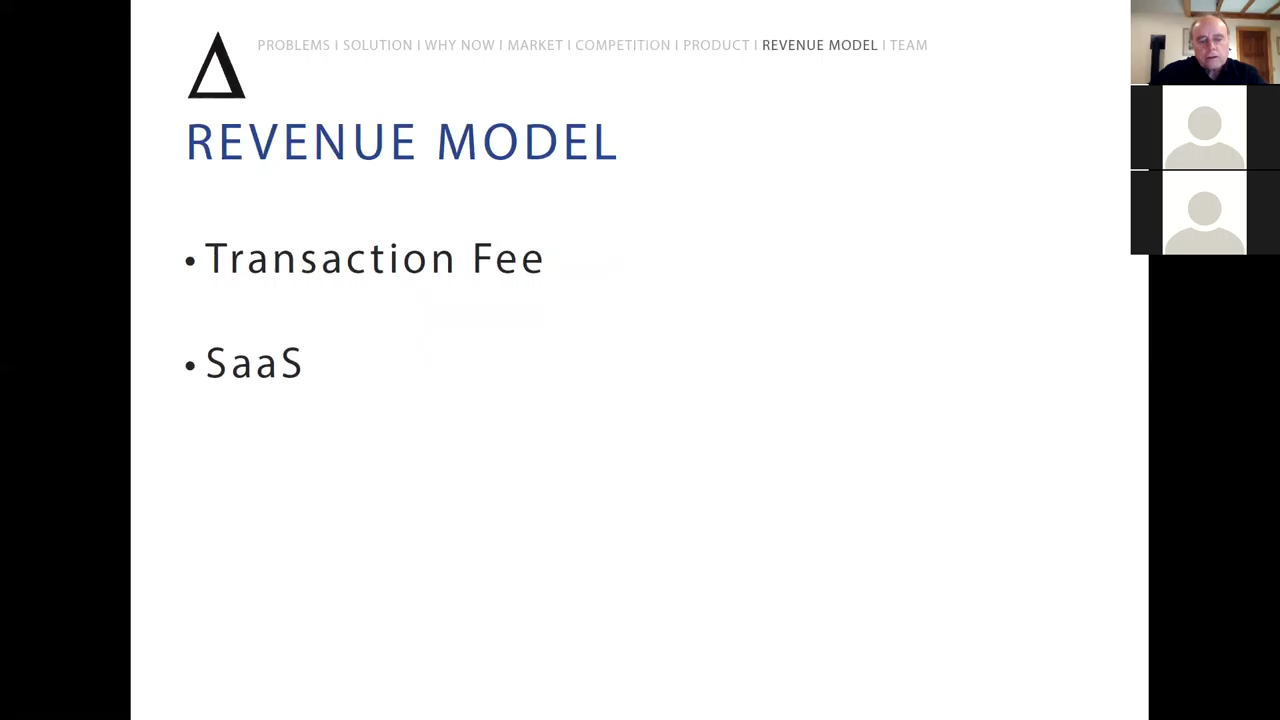 PROBLEMS I SOLUTION I WHY NOW I MARKET I COMPETITION I PRODUCT I REVENUE MODEL I TEAM
REVENUE MODEL
• Transaction Fee
• SaaS